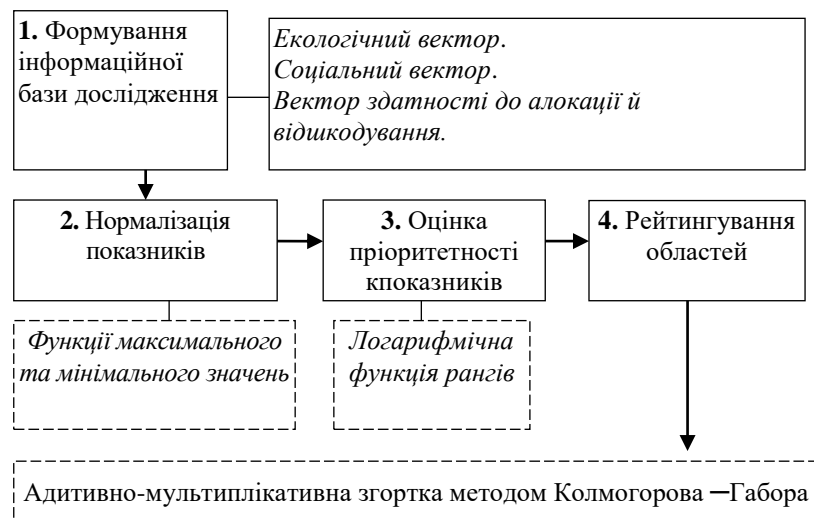 1. Формування
інформаційної
бази дослідження
Екологічний вектор.
Соціальний вектор.
Вектор здатності до алокації й
відшкодування.
2. Нормалізація
показників
3. Оцінка
пріоритетності
кпоказників
4. Рейтингування
областей
Функції максимального
та мінімального значень
Логарифмічна
функція рангів
Адитивно-мультиплікативна згортка методом Колмогорова ─Габора